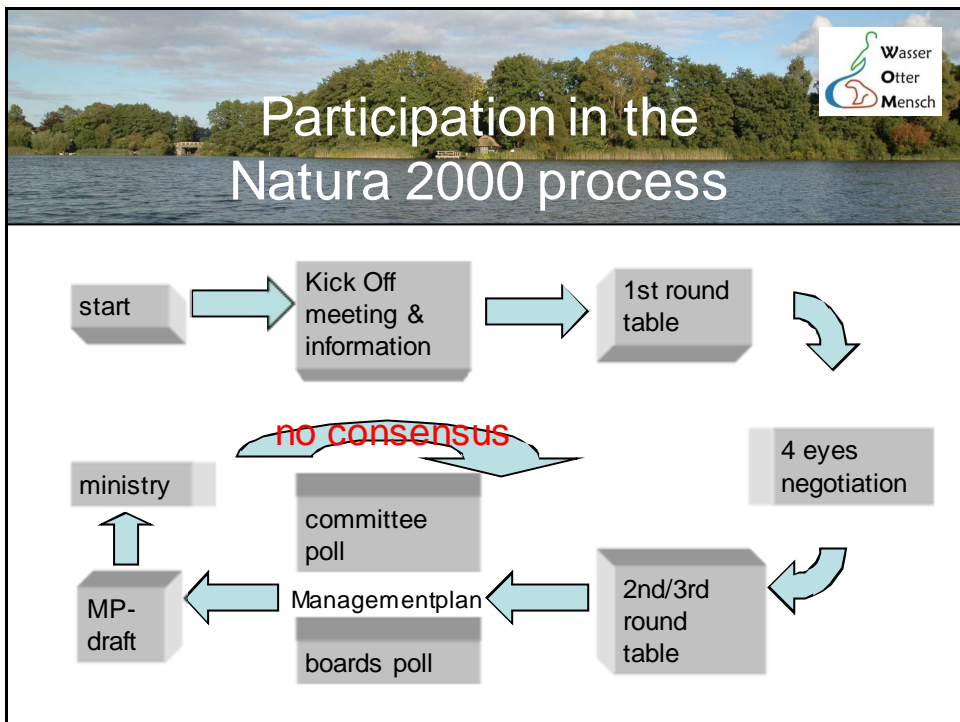 Wasser
Otter
Mensch
Participation in the
Natura 2000 process
start
Kick Off
meeting &
information
1st round
table
4 eyes
negotiation
2nd/3rd
round
table
committee
poll
Managementplan
boards poll
MP-
draft
ministry
no consensus